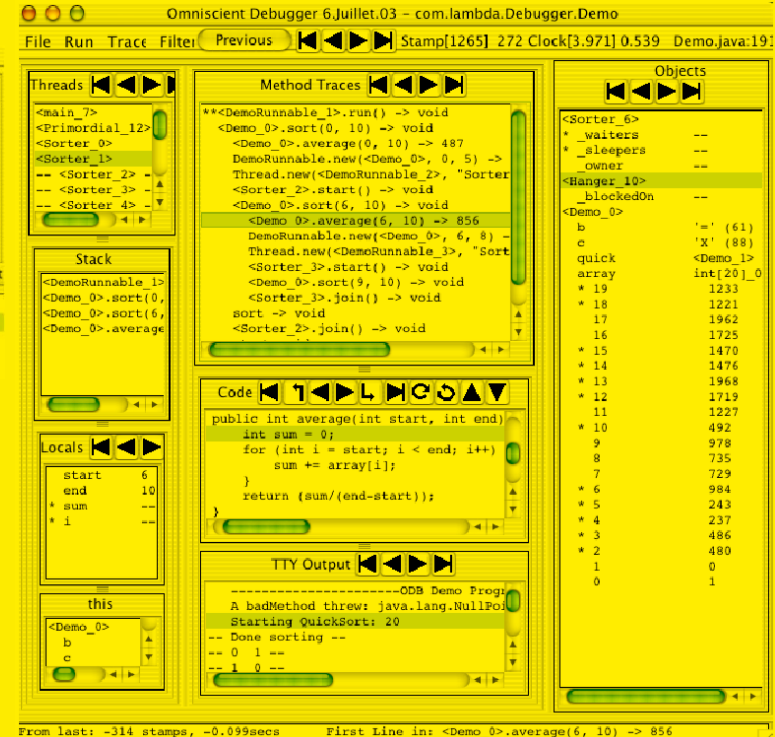 Omniscient Debugger 6.Juillet.03 – com.lambda.Debugger.Demo
File Run Trace Filter Previous Stamp[1265] 272 Clock[3.971] 0.539 Demo.java:191
Threads
<main_7>
<Primordial_12>
<Sorter_0>
<Sorter_1>
-- <Sorter_2> -
-- <Sorter_3> -
-- <Sorter_4> -
Stack
<DemoRunnable_1>
<Demo_0>.sort(0,
<Demo_0>.sort(6,
<Demo_0>.average
Locals
start 6
end 10
* sum --
* i --
this
<Demo_0>
b
c
Method Traces
**<DemoRunnable_1>.run() -> void
<Demo_0>.sort(0, 10) -> void
<Demo_0>.average(0, 10) -> 487
DemoRunnable.new(<Demo_0>, 0, 5) ->
Thread.new(<DemoRunnable_2>, "Sorter
<Sorter_2>.start() -> void
<Demo_0>.sort(6, 10) -> void
<Demo_0>.average(6, 10) -> 856
DemoRunnable.new(<Demo_0>, 6, 8) -
Thread.new(<DemoRunnable_3>, "Sort
<Sorter_3>.start() -> void
<Demo_0>.sort(9, 10) -> void
<Sorter_3>.join() -> void
sort -> void
<Sorter_2>.join() -> void
Code
public int average(int start, int end)
int sum = 0;
for (int i = start; i < end; i++)
sum += array[i];
}
return (sum/(end-start));
}
TTY Output
----------------------ODB Demo Progr
A badMethod threw: java.lang.NullPoi
Starting QuickSort: 20
-- Done sorting --
-- 0 1 --
-- 1 0 --
Objects
<Sorter_6>
* _waiters --
* _sleepers --
_owner --
<Hanger_10>
_blockedOn --
<Demo_0>
b '=' (61)
c 'X' (88)
quick <Demo_1>
array int[20]_0
* 19 1233
* 18 1221
17 1962
16 1725
* 15 1470
* 14 1476
* 13 1968
* 12 1719
11 1227
* 10 492
9 978
8 735
7 729
* 6 984
* 5 243
* 4 237
* 3 486
* 2 480
1 0
0 1
From last: -314 stamps, -0.099secs First Line in: <Demo_0>.average(6, 10) -> 856